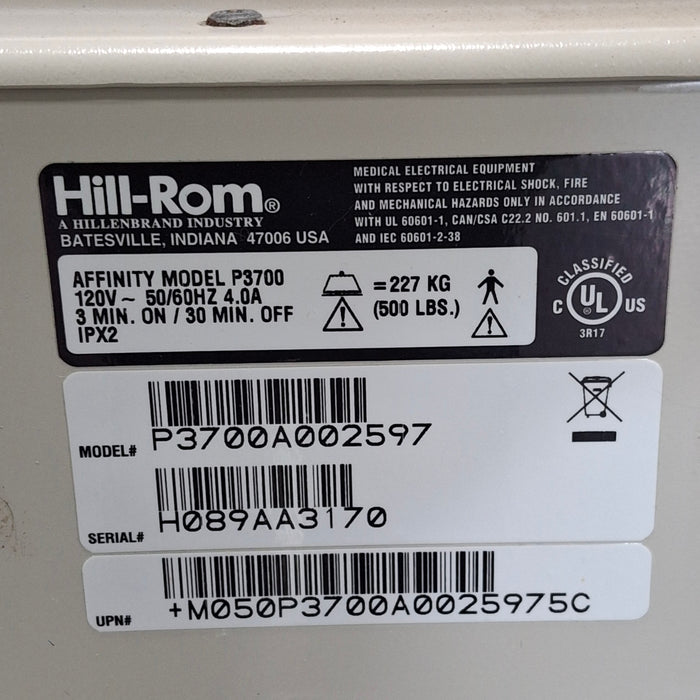 Hill-Rom®
A HILLENBRAND INDUSTRY
BATESVILLE, INDIANA 47006 USA
MEDICAL ELECTRICAL EQUIPMENT
WITH RESPECT TO ELECTRICAL SHOCK, FIRE
AND MECHANICAL HAZARDS ONLY IN ACCORDANCE
WITH UL 60601-1, CAN/CSA C22.2 NO. 601.1, EN 60601-1
AND IEC 60601-2-38
AFFINITY MODEL P3700
120V ~ 50/60HZ 4.0A
3 MIN. ON / 30 MIN. OFF
IPX2
= 227 KG
(500 LBS.)
CLASSIFIED
C UL ® US
3R17
MODEL# P3700A002597
SERIAL# H089AA3170
UPN# +M050P3700A0025975C